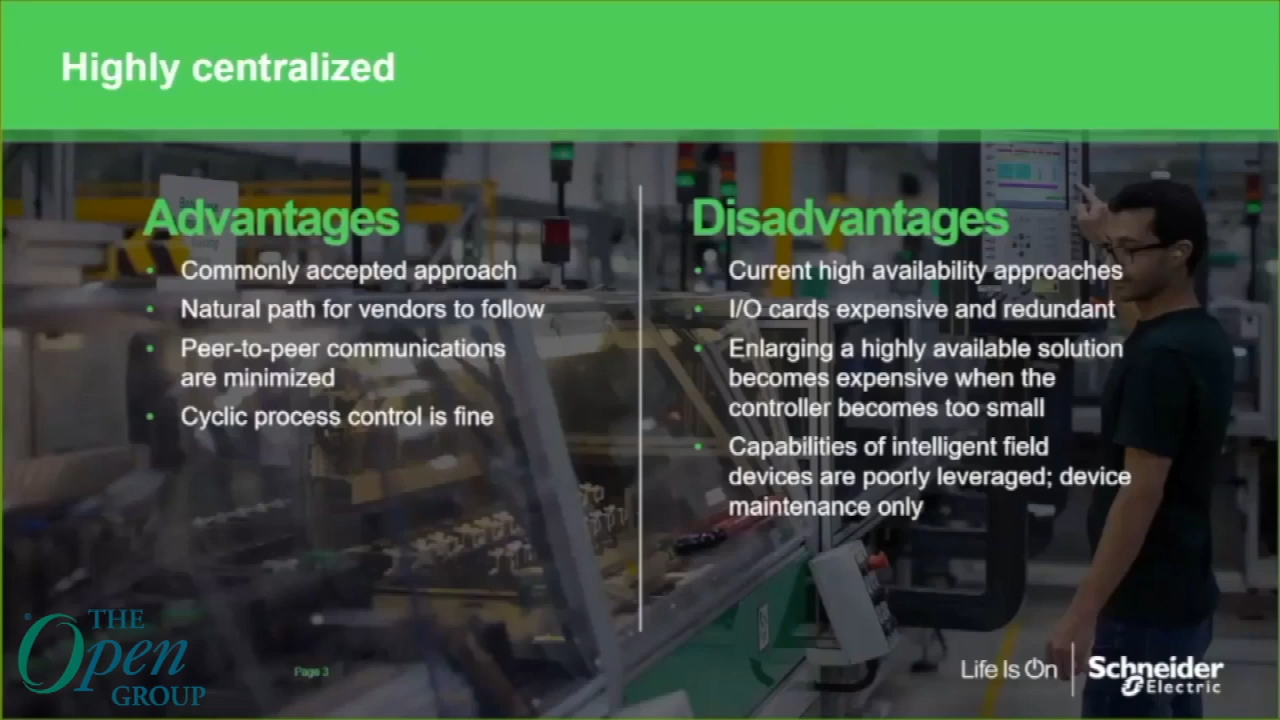 Highly centralized
Advantages
• Commonly accepted approach
• Natural path for vendors to follow
• Peer-to-peer communications
are minimized
• Cyclic process control is fine
Disadvantages
• Current high availability approaches
• I/O cards expensive and redundant
• Enlarging a highly available solution
becomes expensive when the
controller becomes too small
• Capabilities of intelligent field
devices are poorly leveraged; device
maintenance only
THE
Open
GROUP
Page 3
Life Is On
Schneider
Electric